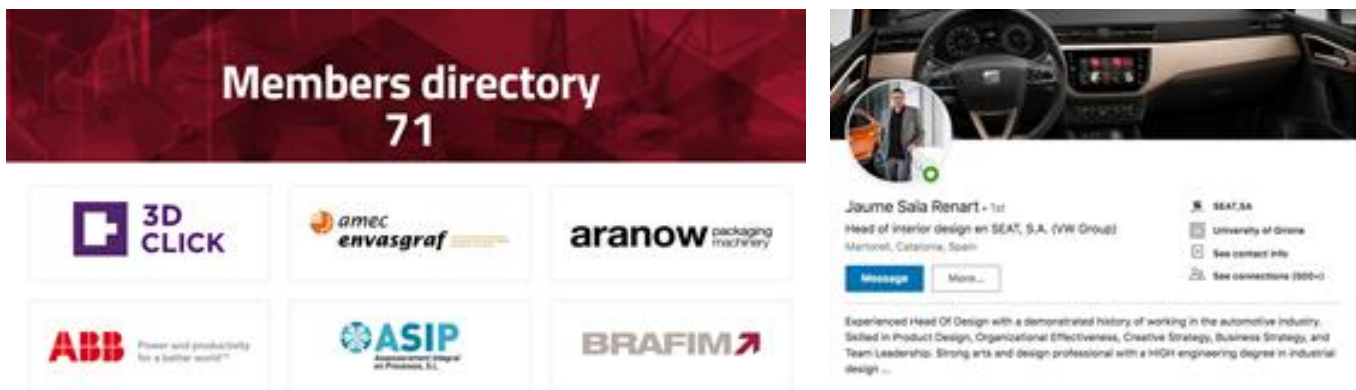 Members directory
71
3D
CLICK
amec
envasgraf
aranow packaging
machinery
ABB Power and productivity
for a better world™
ASIP
Assessorament Integral
en Processos, S.L.
BRAFIM
Jaume Sala Renart • 1st
Head of interior design en SEAT, S.A. (VW Group)
Martorell, Catalonia, Spain
Message
More...
SEAT,SA
University of Girona
See contact info
See connections (500+)
Experienced Head Of Design with a demonstrated history of working in the automotive industry.
Skilled in Product Design, Organizational Effectiveness, Creative Strategy, Business Strategy, and
Team Leadership. Strong arts and design professional with a HIGH engineering degree in industrial
design ...